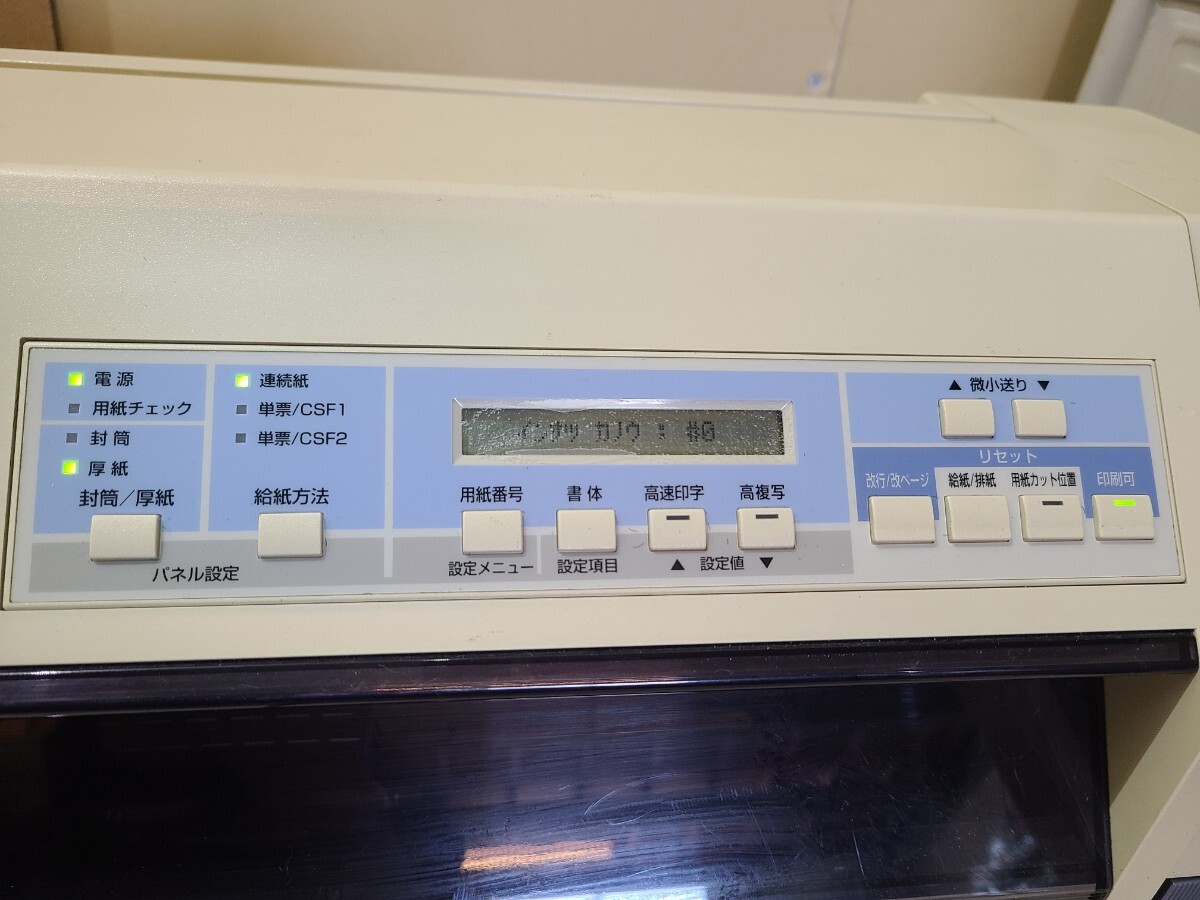 電源
用紙チェック
封筒
厚紙
封筒/厚紙
連続紙
単票/CSF1
単票/CSF2
給紙方法
パネル設定
インサツ カノウ : #0
用紙番号
書体
高速印字
高複写
設定メニュー
設定項目
▲ 設定値 ▼
▲ 微小送り ▼
リセット
改行/改ページ
給紙/排紙
用紙カット位置
印刷可